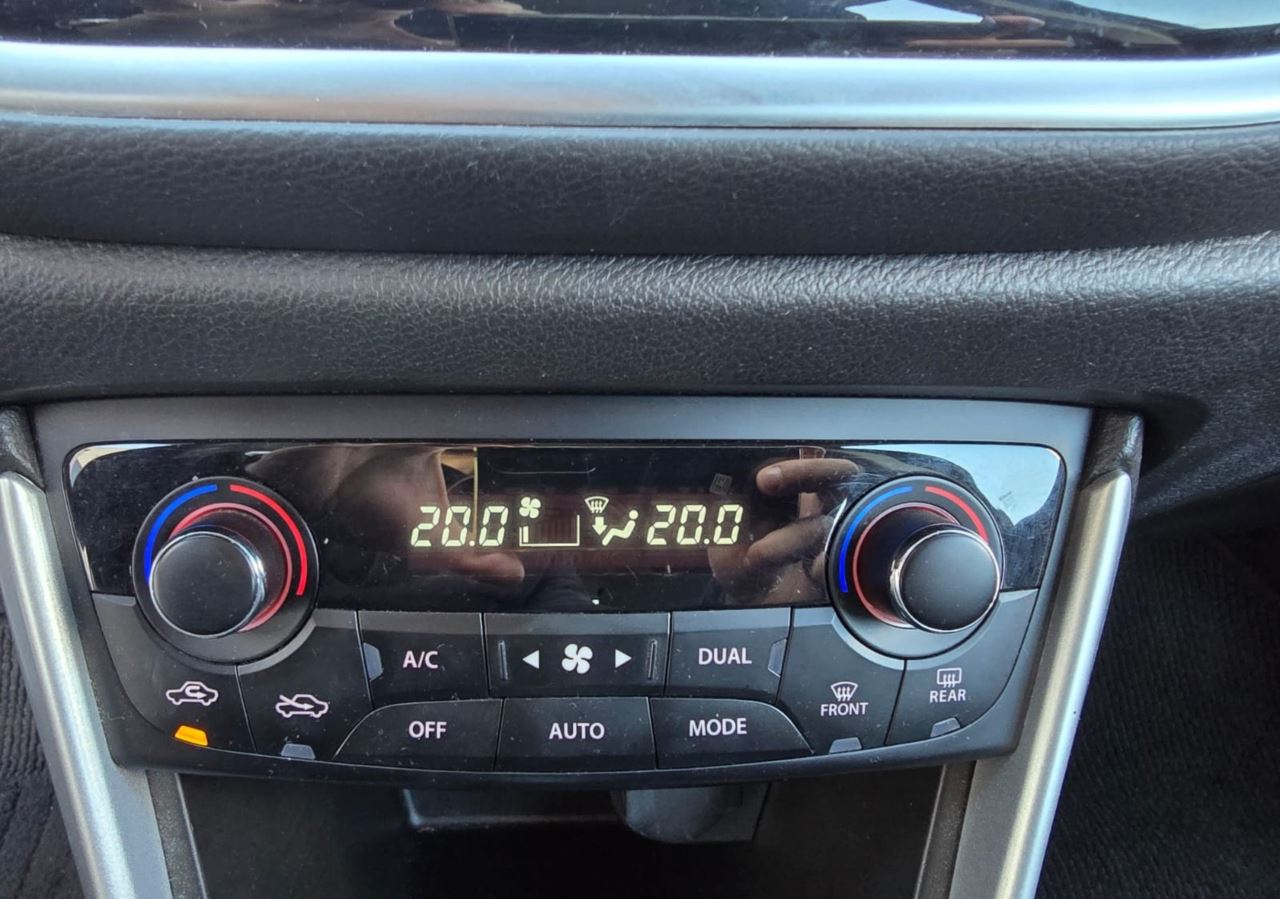 20.0 20.0
A/C DUAL
OFF AUTO MODE FRONT REAR